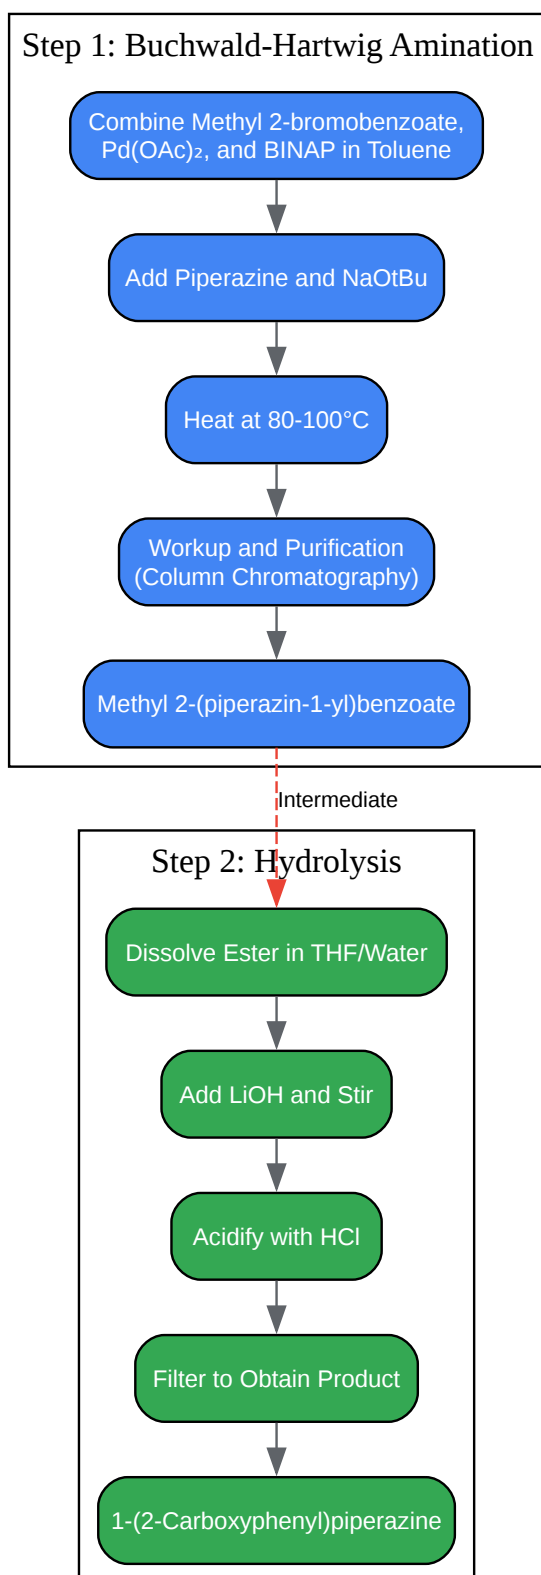 Step 1: Buchwald-Hartwig Amination
Combine Methyl 2-bromobenzoate,
Pd(OAc)₂, and BINAP in Toluene
Add Piperazine and NaOtBu
Heat at 80-100°C
Workup and Purification
(Column Chromatography)
Methyl 2-(piperazin-1-yl)benzoate
Intermediate
Step 2: Hydrolysis
Dissolve Ester in THF/Water
Add LiOH and Stir
Acidify with HCl
Filter to Obtain Product
1-(2-Carboxyphenyl)piperazine